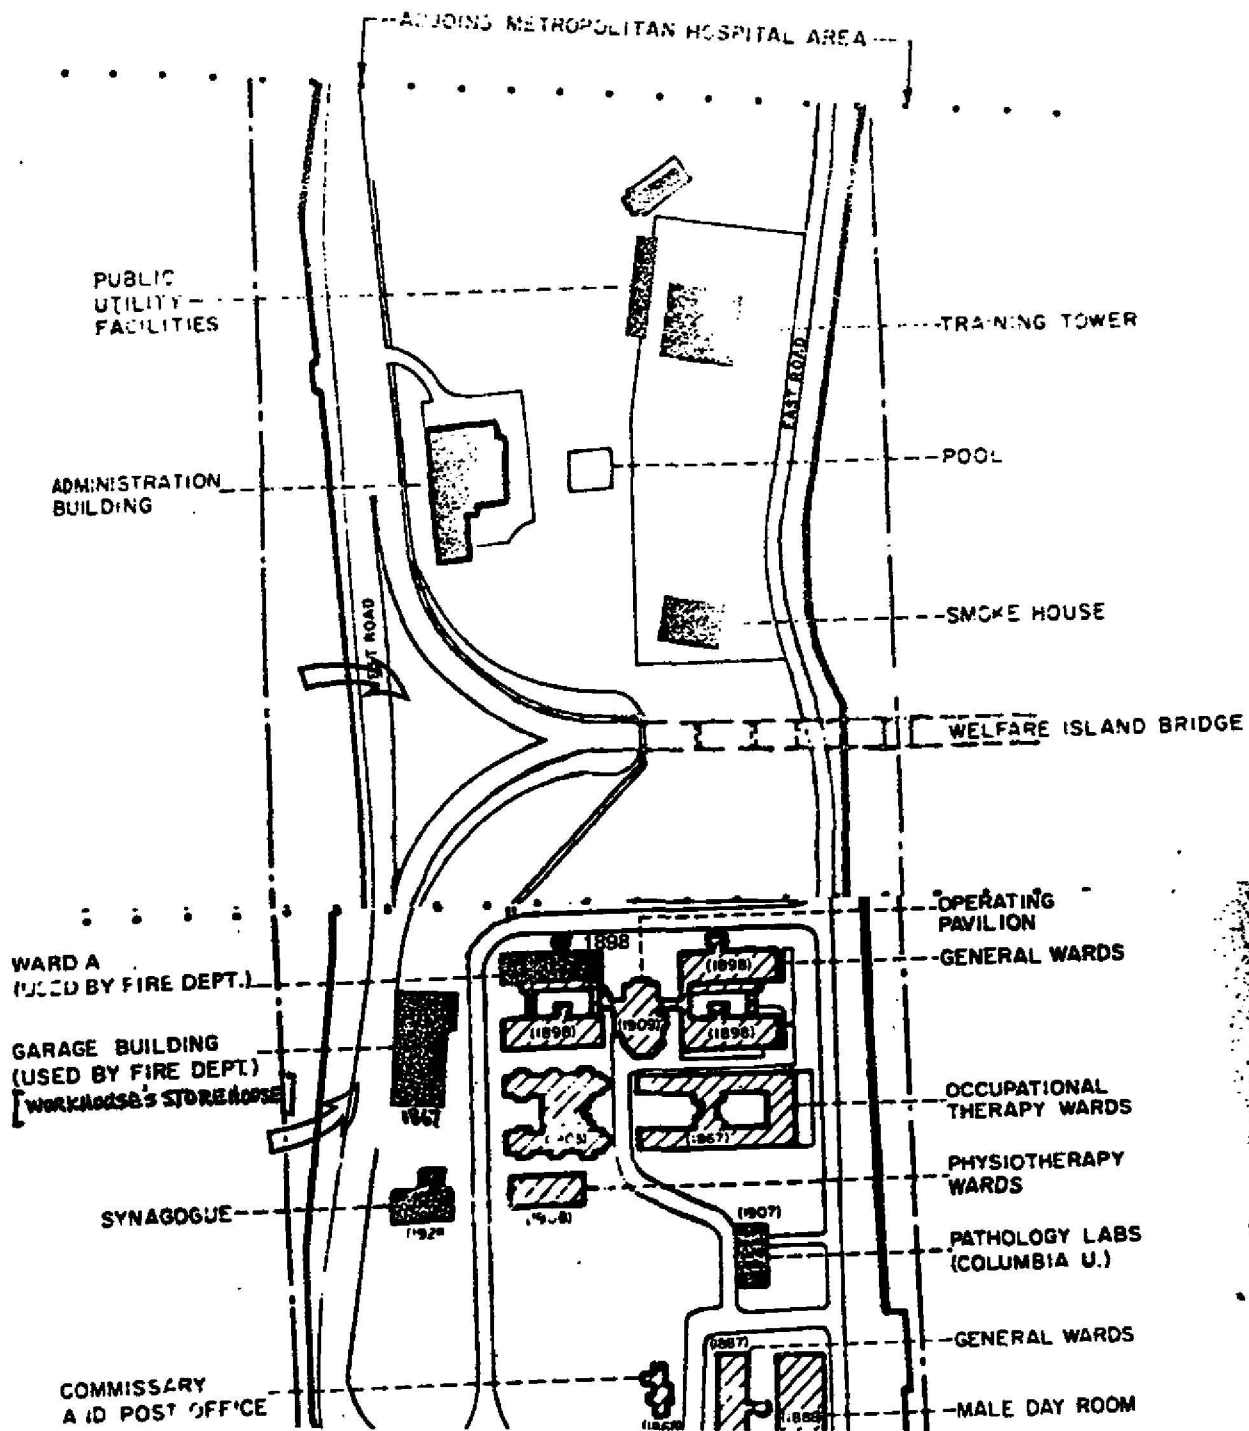 ADJOINS METROPOLITAN HOSPITAL AREA
PUBLIC
UTILITY
FACILITIES
TRAINING TOWER
EAST ROAD
POOL
ADMINISTRATION
BUILDING
SMOKE HOUSE
WEST ROAD
WELFARE ISLAND BRIDGE
OPERATING
PAVILION
1898
WARD A
(USED BY FIRE DEPT.)
(1898)
GENERAL WARDS
(1898)
(1909)
(1898)
GARAGE BUILDING
(USED BY FIRE DEPT.)
[WORKHOUSE'S STOREHOUSE]
1867
OCCUPATIONAL
THERAPY WARDS
(1867)
PHYSIOTHERAPY
WARDS
SYNAGOGUE
(1907)
PATHOLOGY LABS
(COLUMBIA U.)
GENERAL WARDS
COMMISSARY
AND POST OFFICE
MALE DAY ROOM